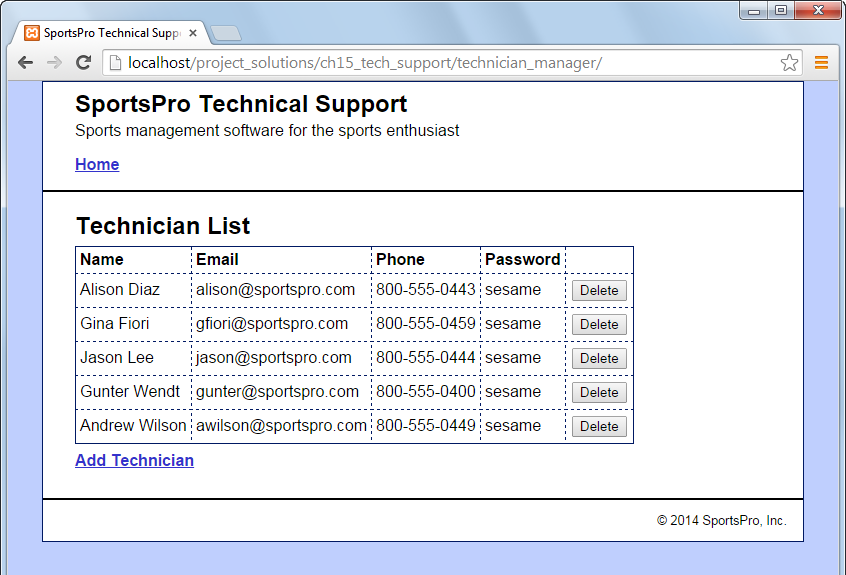 SportsPro Technical Supp
localhost/project_solutions/ch15_tech_support/technician_manager/
SportsPro Technical Support
Sports management software for the sports enthusiast
Home
Technician List
Name Email Phone Password
Alison Diaz alison@sportspro.com 800-555-0443 sesame Delete
Gina Fiori gfiori@sportspro.com 800-555-0459 sesame Delete
Jason Lee jason@sportspro.com 800-555-0444 sesame Delete
Gunter Wendt gunter@sportspro.com 800-555-0400 sesame Delete
Andrew Wilson awilson@sportspro.com 800-555-0449 sesame Delete
Add Technician
© 2014 SportsPro, Inc.